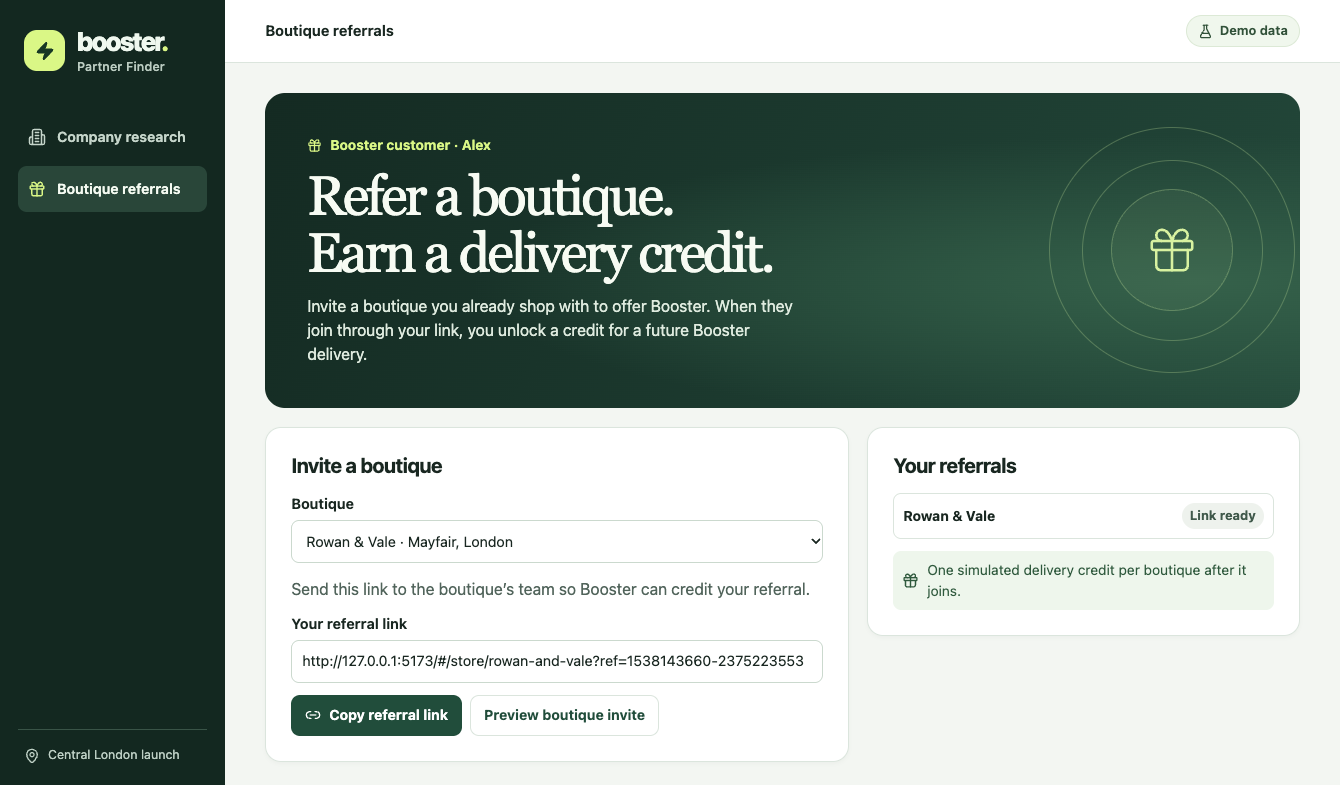 booster.
Partner Finder
Company research
Boutique referrals
Central London launch
Boutique referrals
Demo data
Booster customer · Alex
Refer a boutique.
Earn a delivery credit.
Invite a boutique you already shop with to offer Booster. When they
join through your link, you unlock a credit for a future Booster
delivery.
Invite a boutique
Boutique
Rowan & Vale · Mayfair, London
Send this link to the boutique’s team so Booster can credit your referral.
Your referral link
http://127.0.0.1:5173/#/store/rowan-and-vale?ref=1538143660-2375223553
Copy referral link
Preview boutique invite
Your referrals
Rowan & Vale
Link ready
One simulated delivery credit per boutique after it
joins.